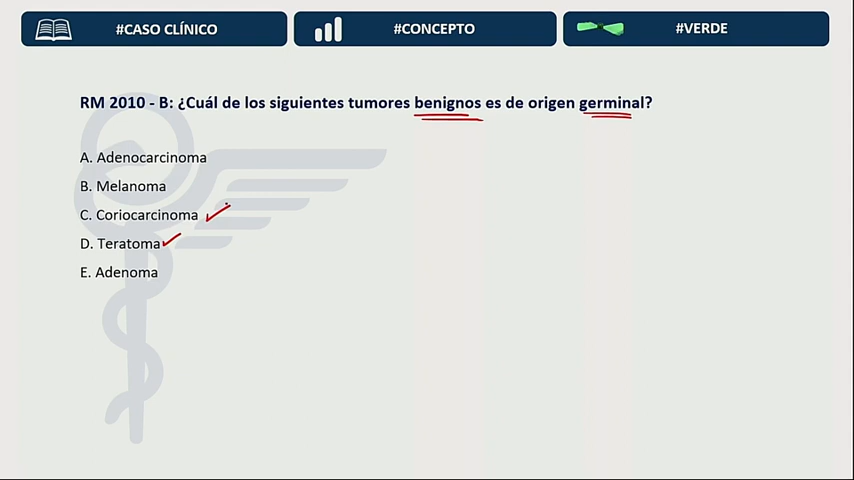 #CASO CLÍNICO
#CONCEPTO
#VERDE
RM 2010 - B: ¿Cuál de los siguientes tumores benignos es de origen germinal?
A. Adenocarcinoma
B. Melanoma
C. Coriocarcinoma
D. Teratoma
E. Adenoma